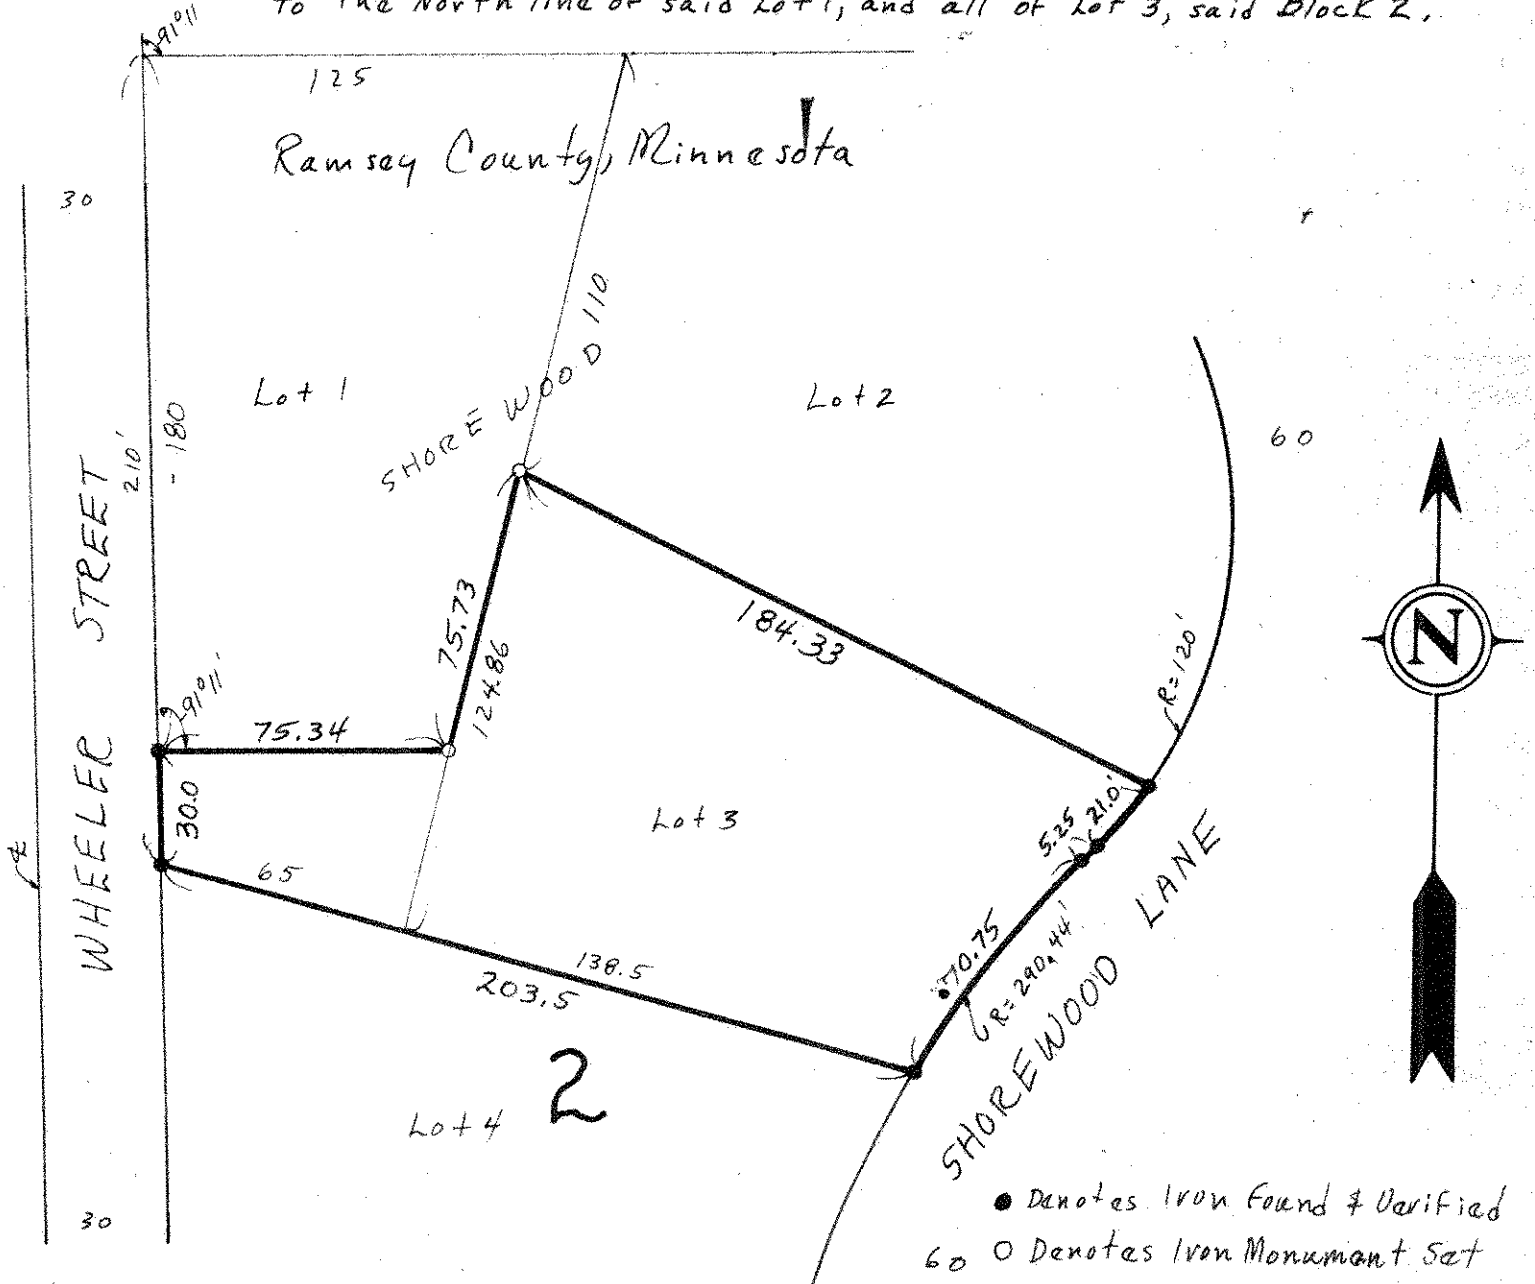 to the North line of said Lot 1, and all of Lot 3, said Block 2.
91°11'
125
Ramsey County, Minnesota
30
SHOREWOOD
110
Lot 1
Lot 2
60
210'
- 180
WHEELER STREET
75.73
124.86
184.33
R=120'
N
91°11'
75.34
30.0
Lot 3
5.25
21.0'
65
70.75
R=290.44'
138.5
203.5
SHOREWOOD LANE
2
Lot 4
30
Denotes Iron Found & Verified
60
Denotes Iron Monument Set